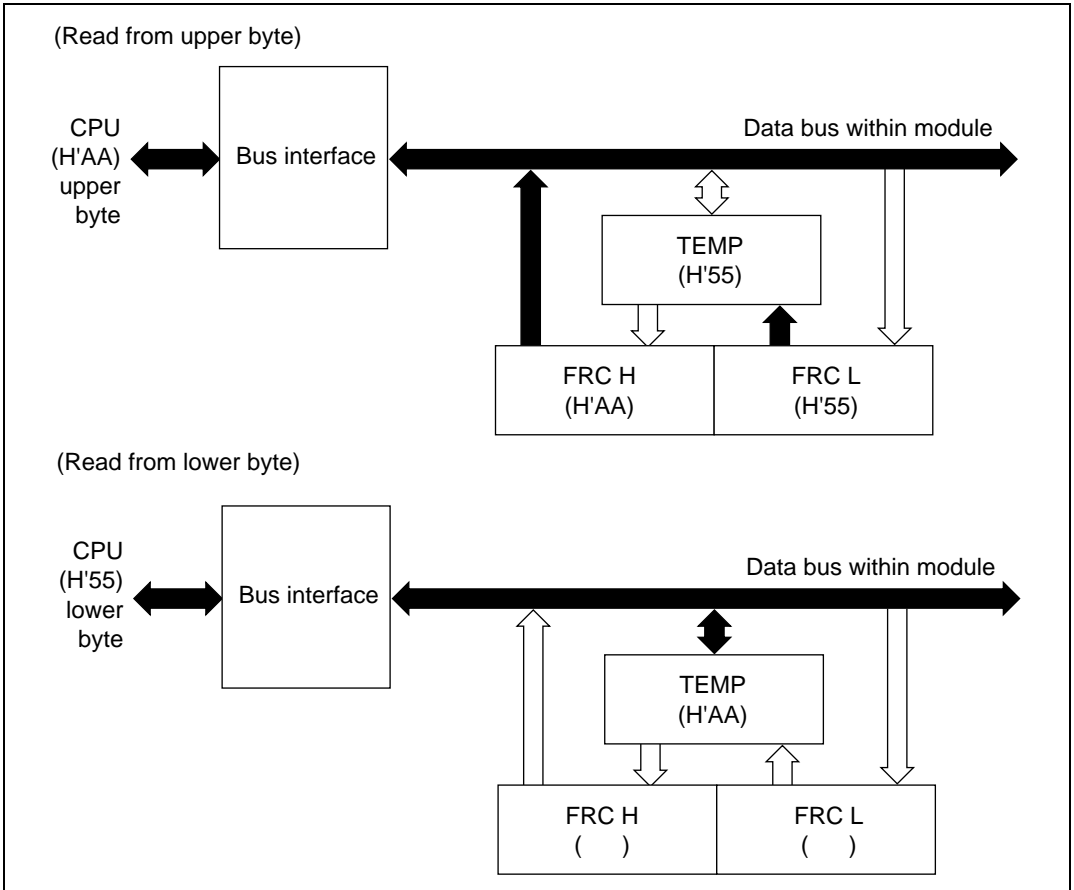 (Read from upper byte)
CPU
(H'AA)
upper
byte
Bus interface
Data bus within module
TEMP
(H'55)
FRC H
(H'AA)
FRC L
(H'55)
(Read from lower byte)
CPU
(H'55)
lower
byte
Bus interface
Data bus within module
TEMP
(H'AA)
FRC H
(    )
FRC L
(    )